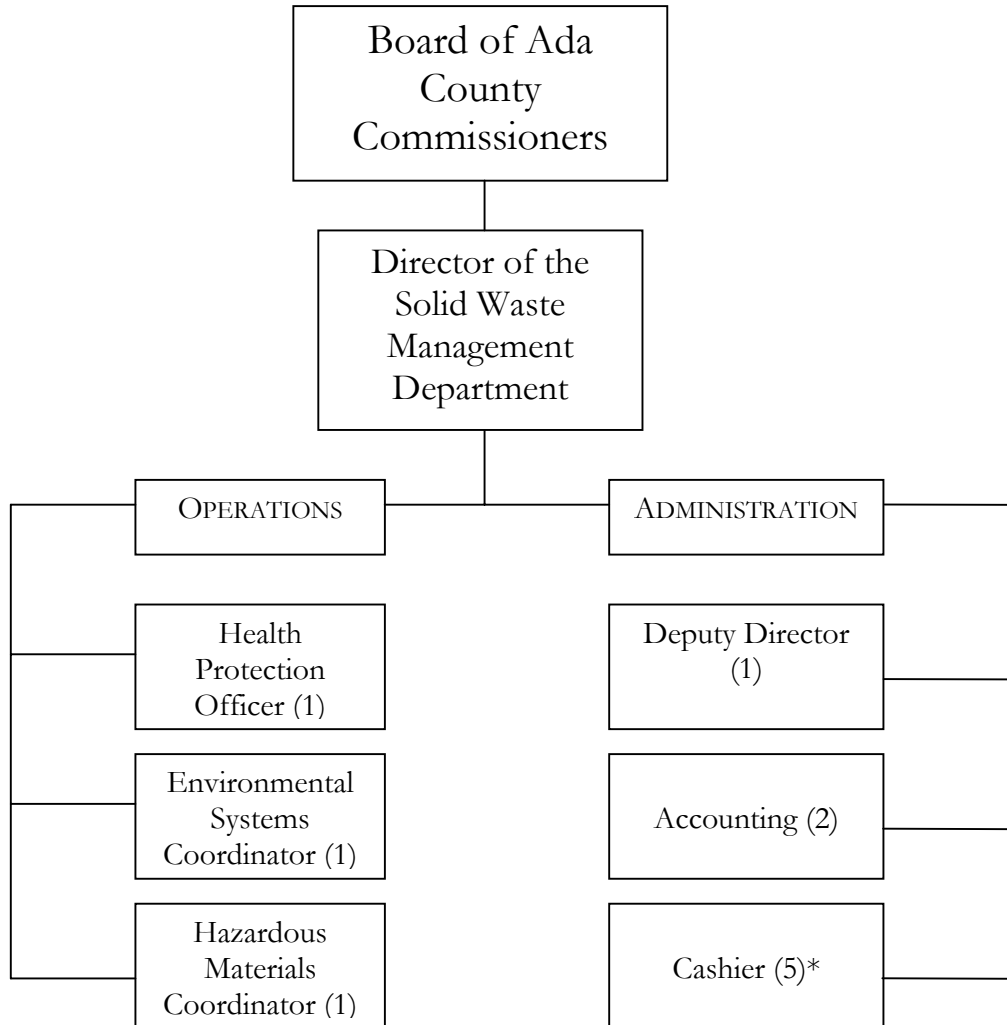 Board of Ada
County
Commissioners
Director of the
Solid Waste
Management
Department
OPERATIONS
ADMINISTRATION
Health
Protection
Officer (1)
Deputy Director
(1)
Environmental
Systems
Coordinator (1)
Accounting (2)
Hazardous
Materials
Coordinator (1)
Cashier (5)*